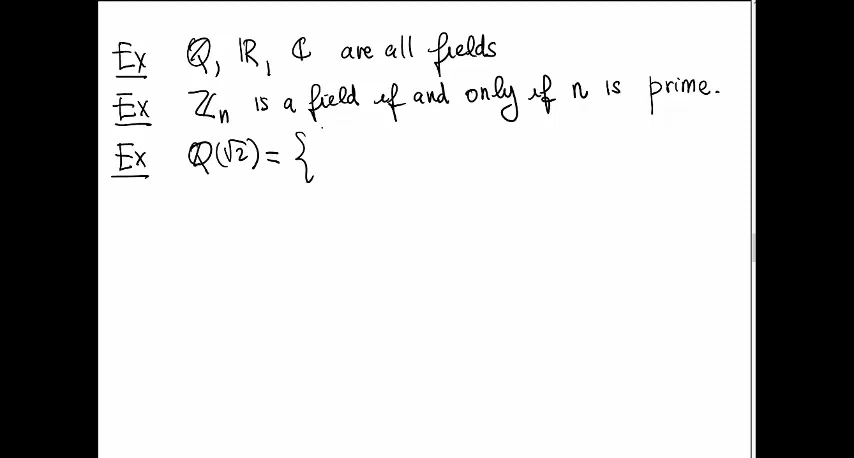 Ex ℚ, ℝ, ℂ are all fields
Ex ℤₙ is a field if and only if n is prime.
Ex ℚ(√2) = {